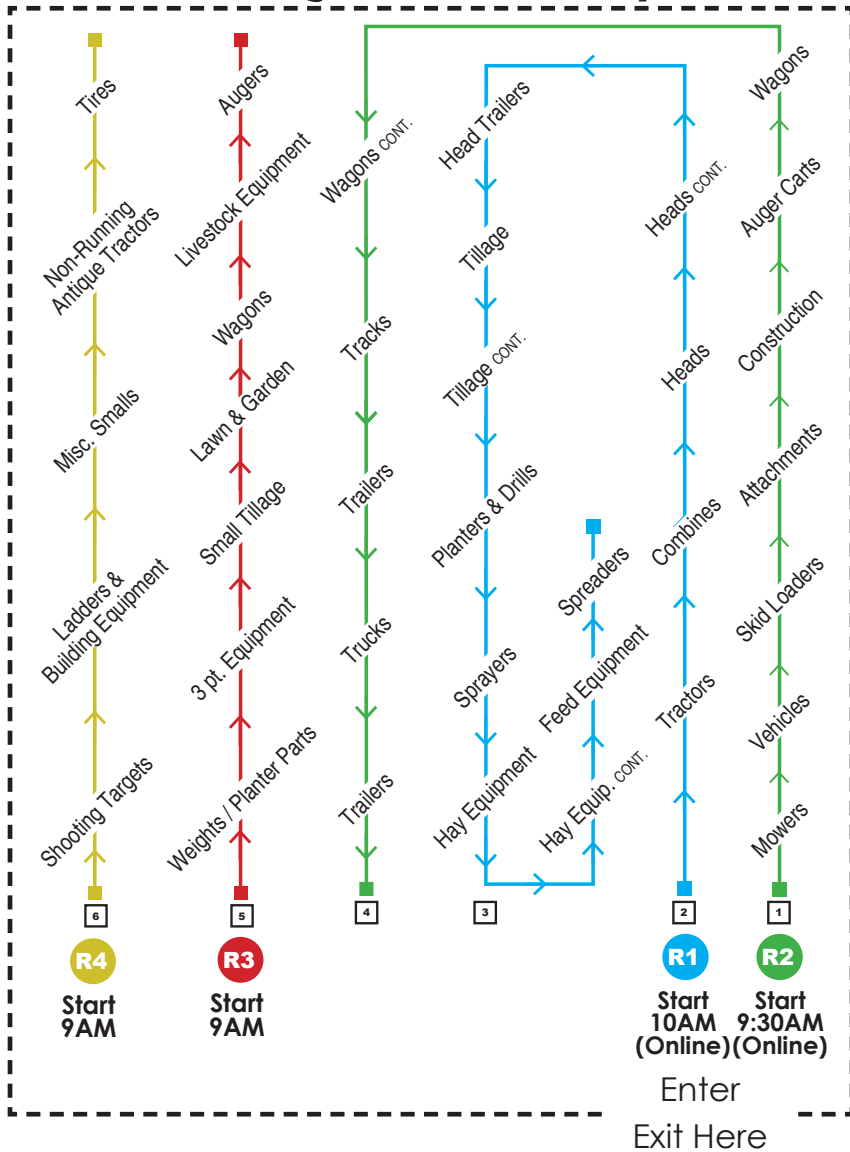 Tires
Non-Running
Antique Tractors
Misc. Smalls
Ladders &
Building Equipment
Shooting Targets
Augers
Livestock Equipment
Wagons
Lawn & Garden
Small Tillage
3 pt. Equipment
Weights / Planter Parts
Wagons CONT.
Tracks
Trailers
Trucks
Trailers
Head Trailers
Tillage
Tillage CONT.
Planters & Drills
Sprayers
Hay Equipment
Spreaders
Feed Equipment
Hay Equip. CONT.
Heads CONT.
Heads
Combines
Tractors
Wagons
Auger Carts
Construction
Attachments
Skid Loaders
Vehicles
Mowers
6
5
4
3
2
1
R4
R3
R1
R2
Start
9AM
Start
9AM
Start
10AM
(Online)
Start
9:30AM
(Online)
Enter
Exit Here